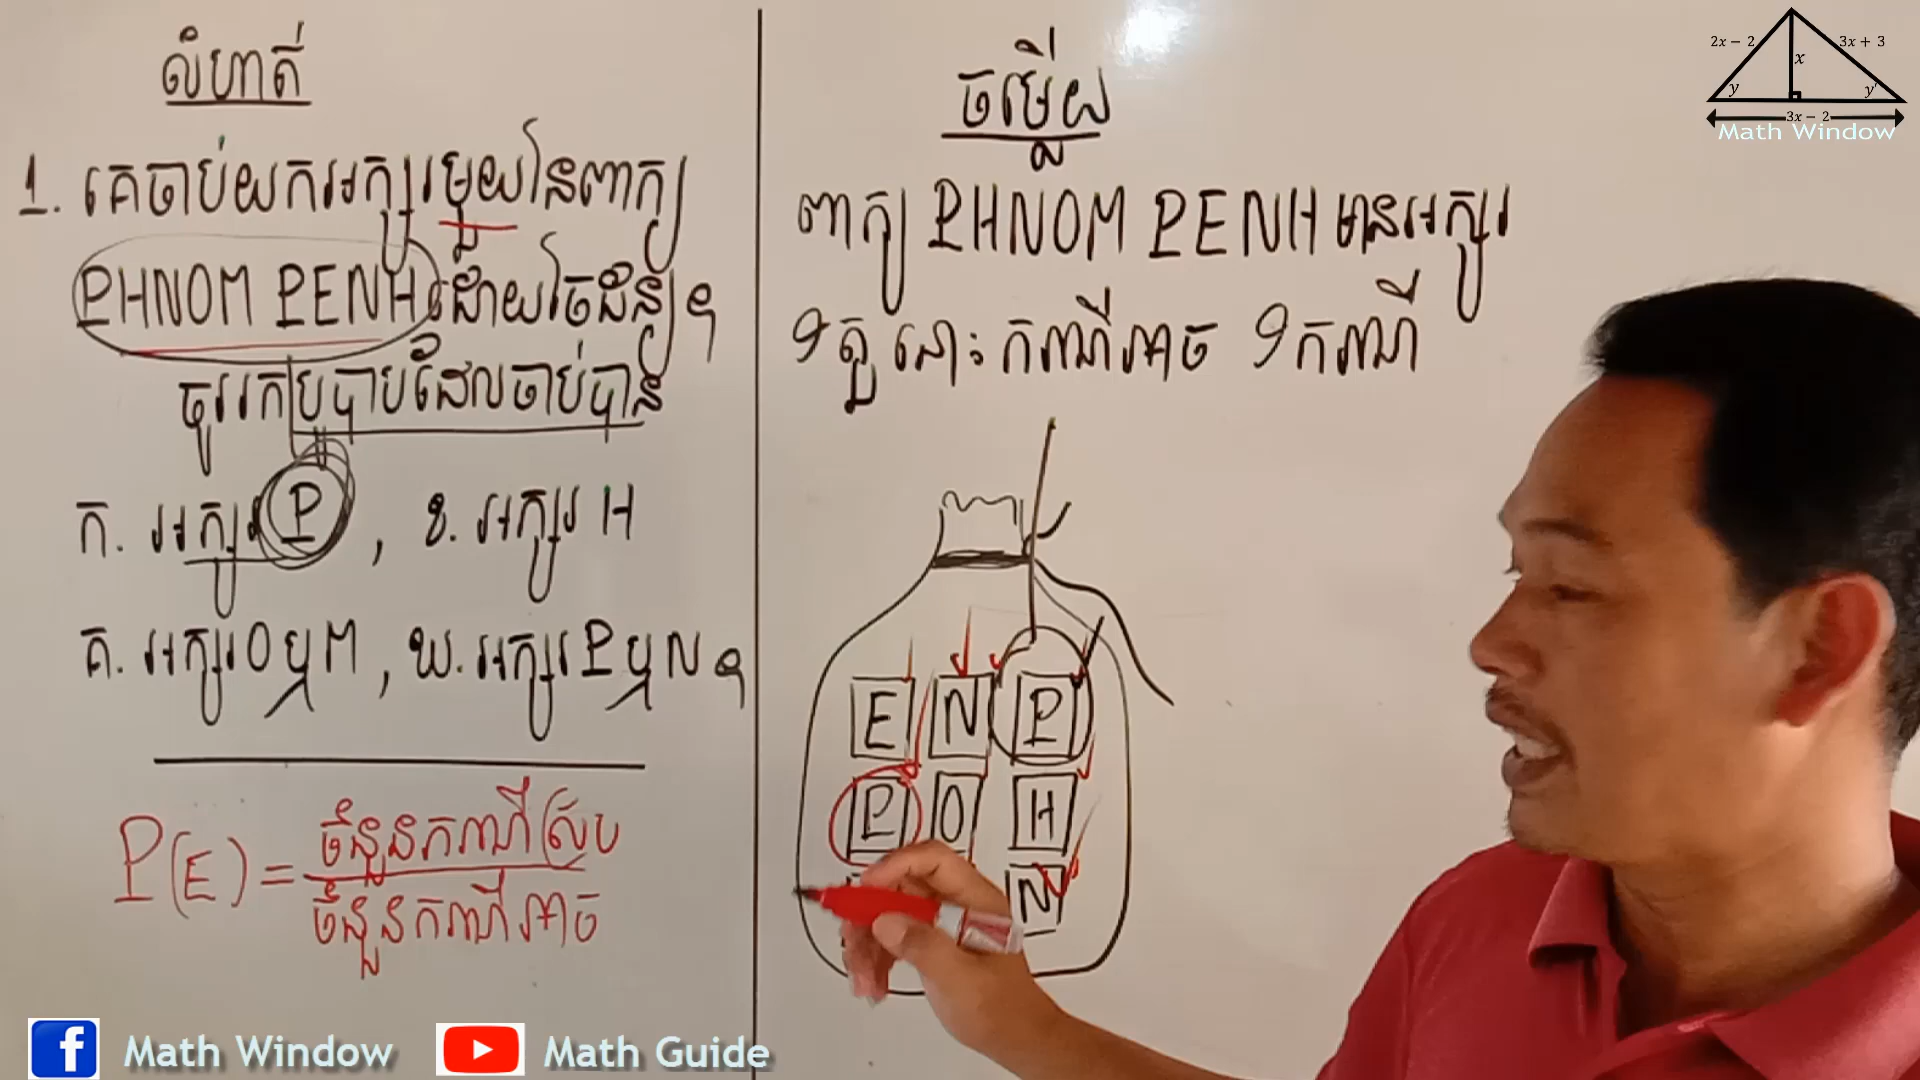 លំហាត់
1. គេចាប់យកអក្សរមួយនៃពាក្យ
PHNOM PENH ដោយចៃដន្យ ។
ចូររកប្រូបាបដែលចាប់បាន
ក. អក្សរ P , ខ. អក្សរ H
គ. អក្សរ O ឬ M , ឃ. អក្សរ P ឬ N ។
P(E) = ចំនួនករណីស្រប
ចំនួនករណីអាច
ចម្លើយ
ពាក្យ PHNOM PENH មានអក្សរ
9 តួ នោះ ករណីអាច 9 ករណី
E N P
P O H
N
2x − 2
3x + 3
x
y
y'
3x − 2
Math Window
Math Window
Math Guide